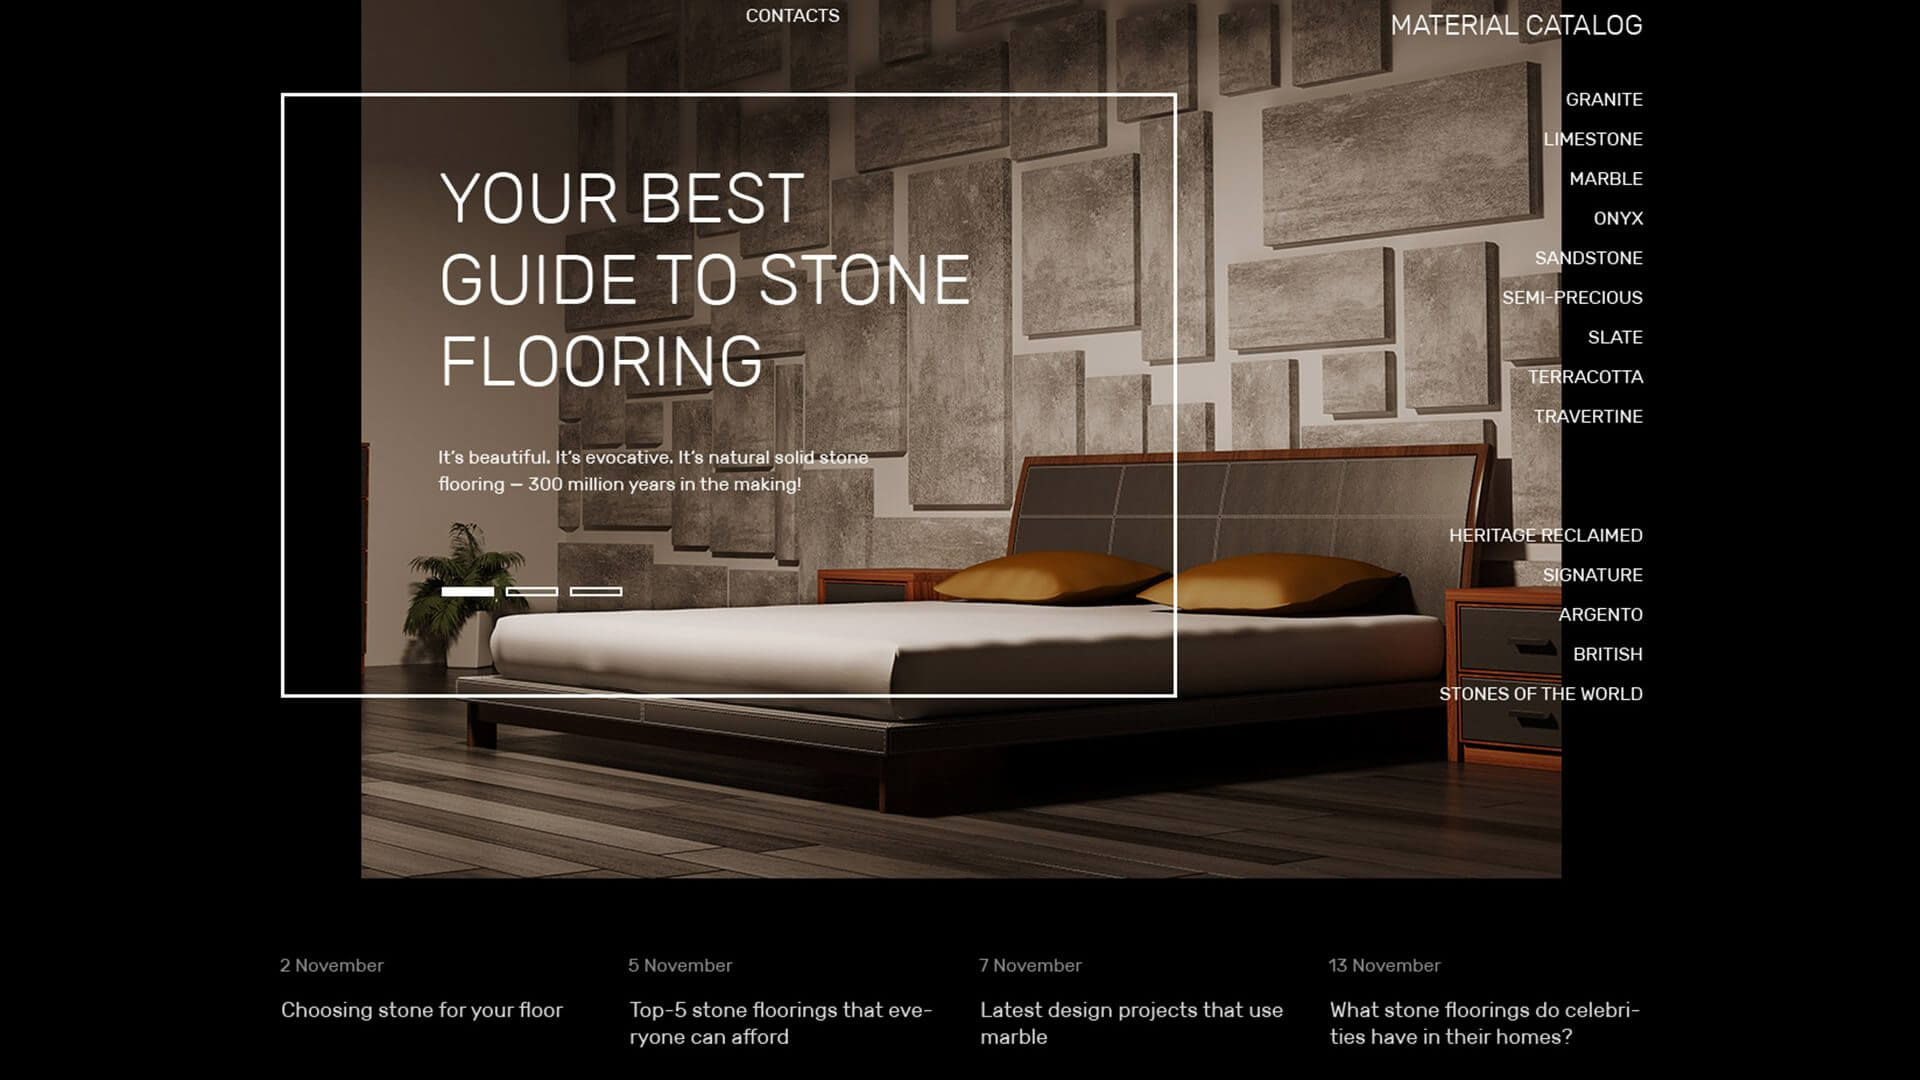 CONTACTS
MATERIAL CATALOG
GRANITE
LIMESTONE
MARBLE
ONYX
SANDSTONE
SEMI-PRECIOUS
SLATE
TERRACOTTA
TRAVERTINE
HERITAGE RECLAIMED
SIGNATURE
ARGENTO
BRITISH
STONES OF THE WORLD
YOUR BEST
GUIDE TO STONE
FLOORING
It's beautiful. It's evocative. It's natural solid stone
flooring — 300 million years in the making!
2 November
Choosing stone for your floor
5 November
Top-5 stone floorings that eve-
ryone can afford
7 November
Latest design projects that use
marble
13 November
What stone floorings do celebri-
ties have in their homes?